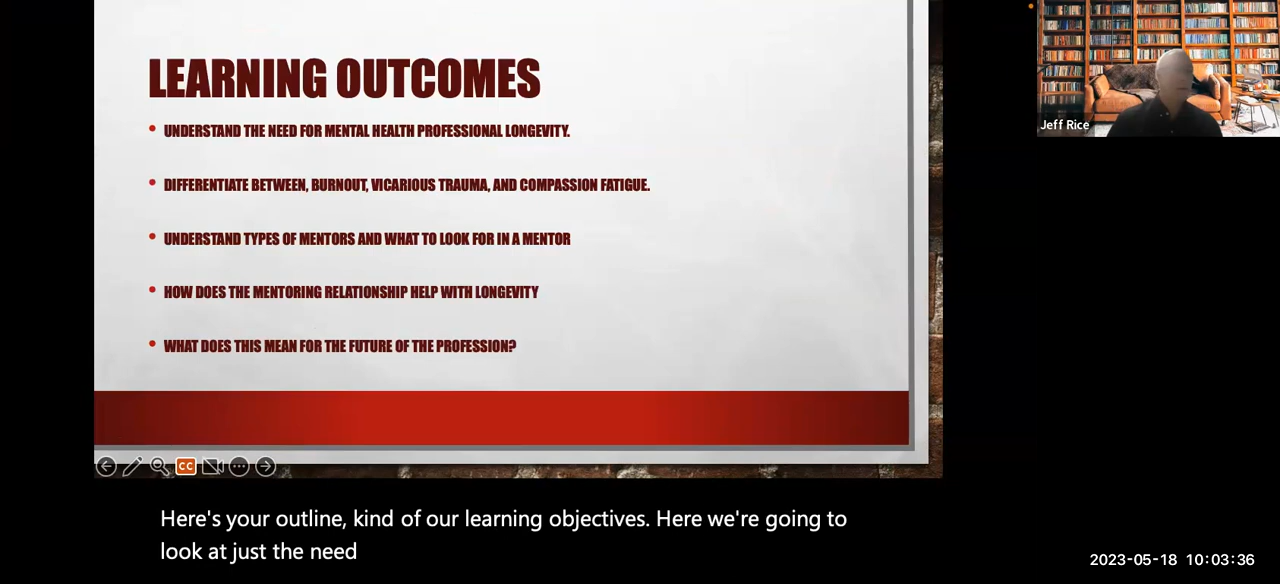 LEARNING OUTCOMES
• UNDERSTAND THE NEED FOR MENTAL HEALTH PROFESSIONAL LONGEVITY.
• DIFFERENTIATE BETWEEN, BURNOUT, VICARIOUS TRAUMA, AND COMPASSION FATIGUE.
• UNDERSTAND TYPES OF MENTORS AND WHAT TO LOOK FOR IN A MENTOR
• HOW DOES THE MENTORING RELATIONSHIP HELP WITH LONGEVITY
• WHAT DOES THIS MEAN FOR THE FUTURE OF THE PROFESSION?
Jeff Rice
CC
Here's your outline, kind of our learning objectives. Here we're going to
look at just the need
2023-05-18 10:03:36